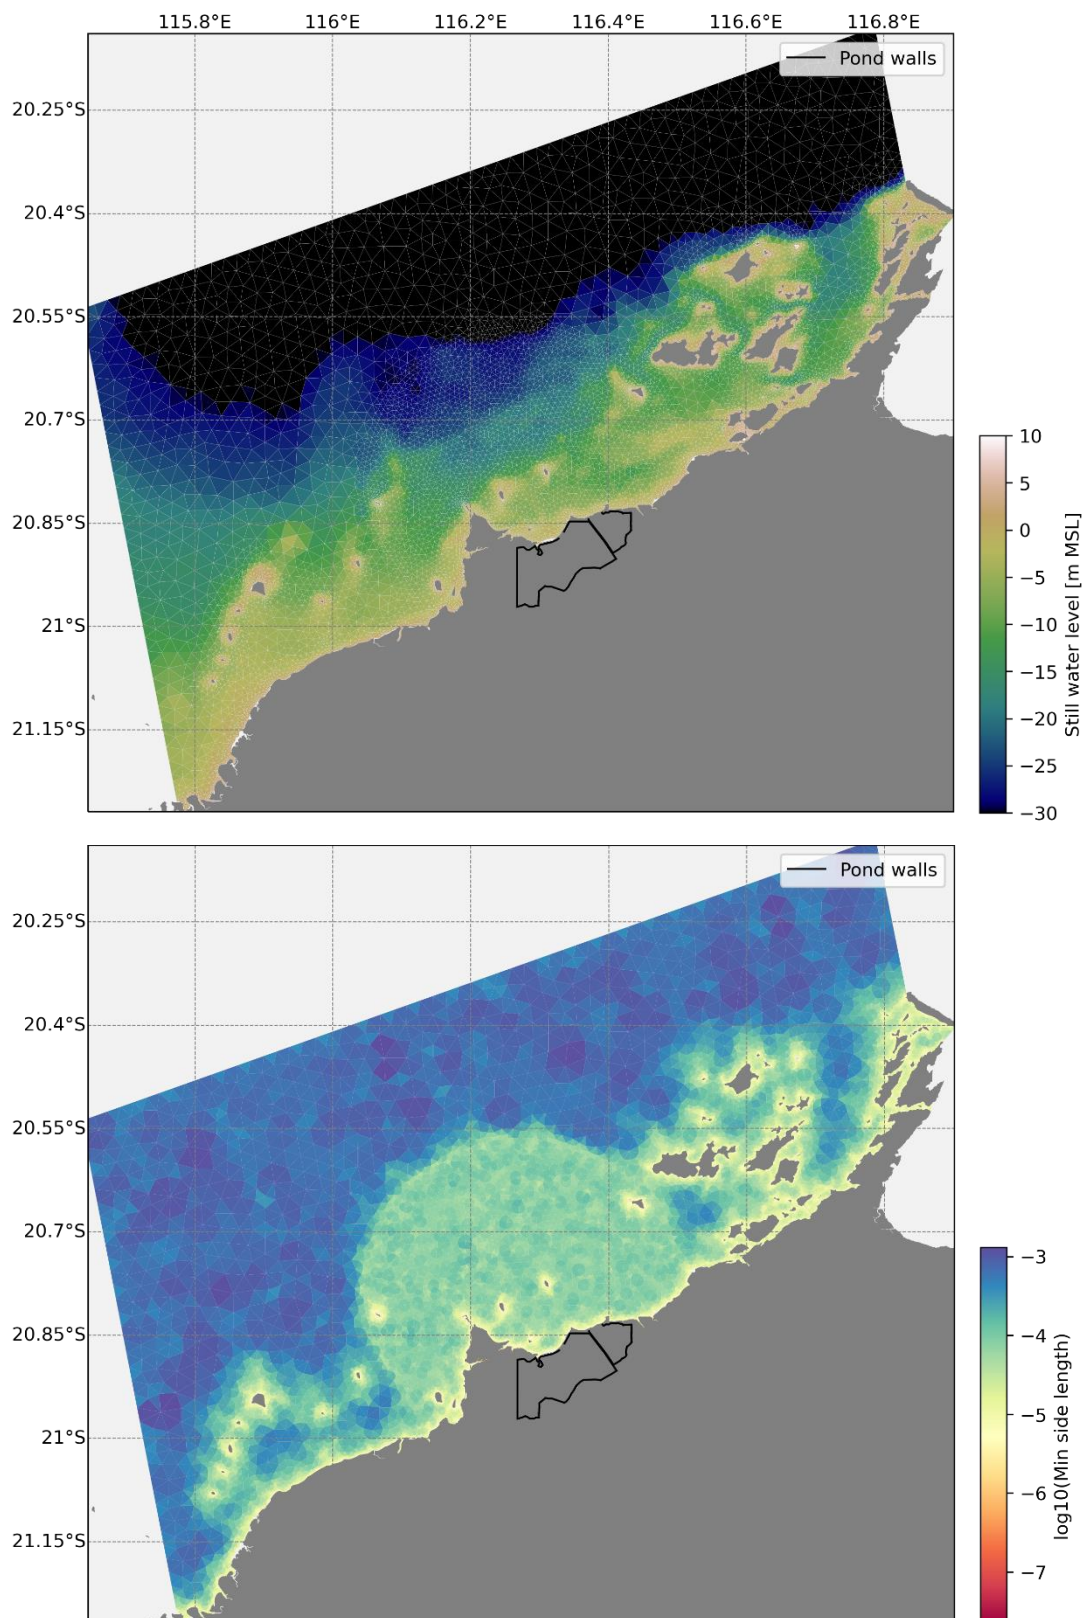 115.8°E 116°E 116.2°E 116.4°E 116.6°E 116.8°E
Pond walls
20.25°S
20.4°S
20.55°S
20.7°S
20.85°S
21°S
21.15°S
10
5
0
−5
−10
−15
−20
−25
−30
Still water level [m MSL]
Pond walls
20.25°S
20.4°S
20.55°S
20.7°S
20.85°S
21°S
21.15°S
−3
−4
−5
−6
−7
log10(Min side length)